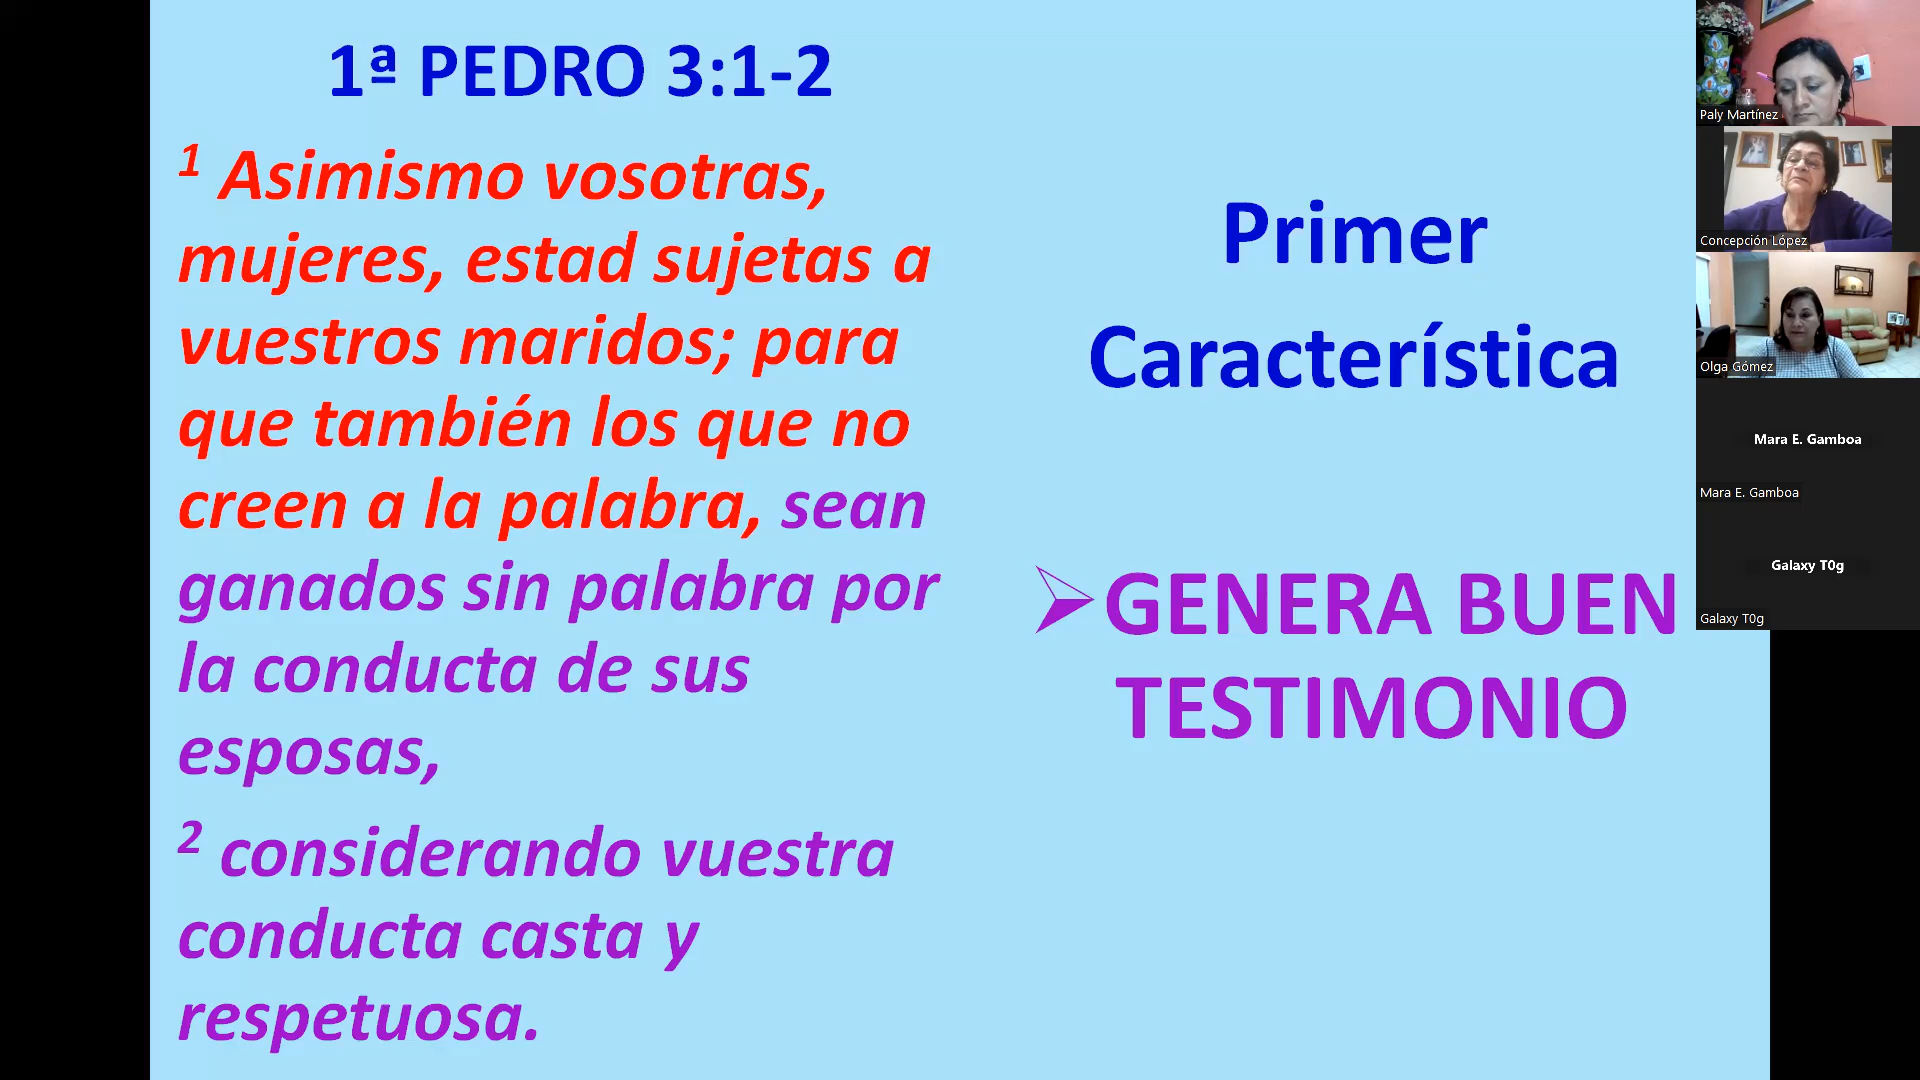 1ª PEDRO 3:1-2
1 Asimismo vosotras,
mujeres, estad sujetas a
vuestros maridos; para
que también los que no
creen a la palabra, sean
ganados sin palabra por
la conducta de sus
esposas,
2 considerando vuestra
conducta casta y
respetuosa.
Primer
Característica
GENERA BUEN
TESTIMONIO
Paly Martínez
Concepción López
Olga Gómez
Mara E. Gamboa
Mara E. Gamboa
Galaxy T0g
Galaxy T0g